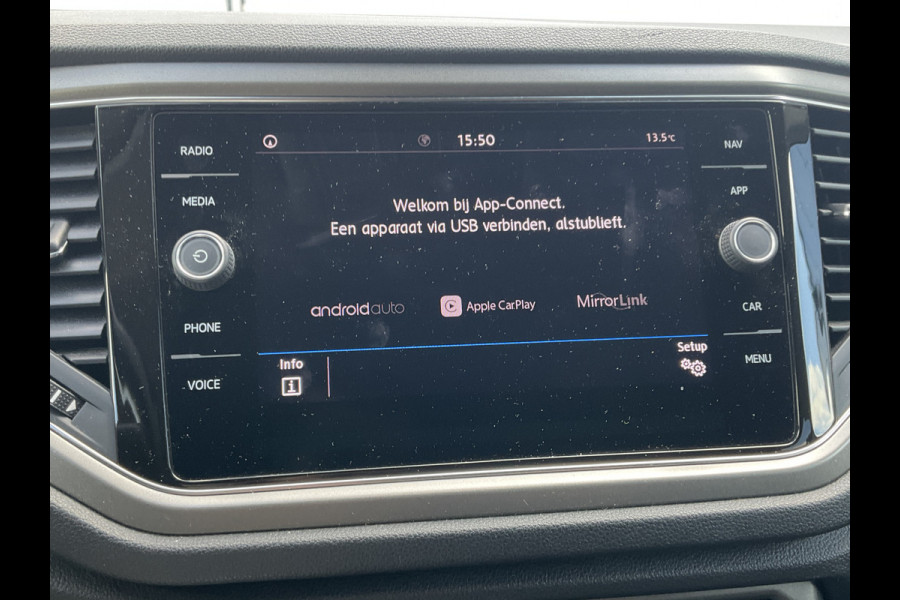 RADIO
MEDIA
PHONE
VOICE
15:50
13.5°C
Welkom bij App-Connect.
Een apparaat via USB verbinden, alstublieft.
androidauto
Apple CarPlay
MirrorLink
Info
i
Setup
NAV
APP
CAR
MENU